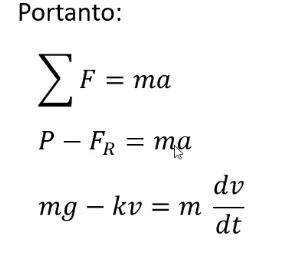 Portanto:
∑ F = ma
P − F_R = ma
mg − kv = m dv/dt